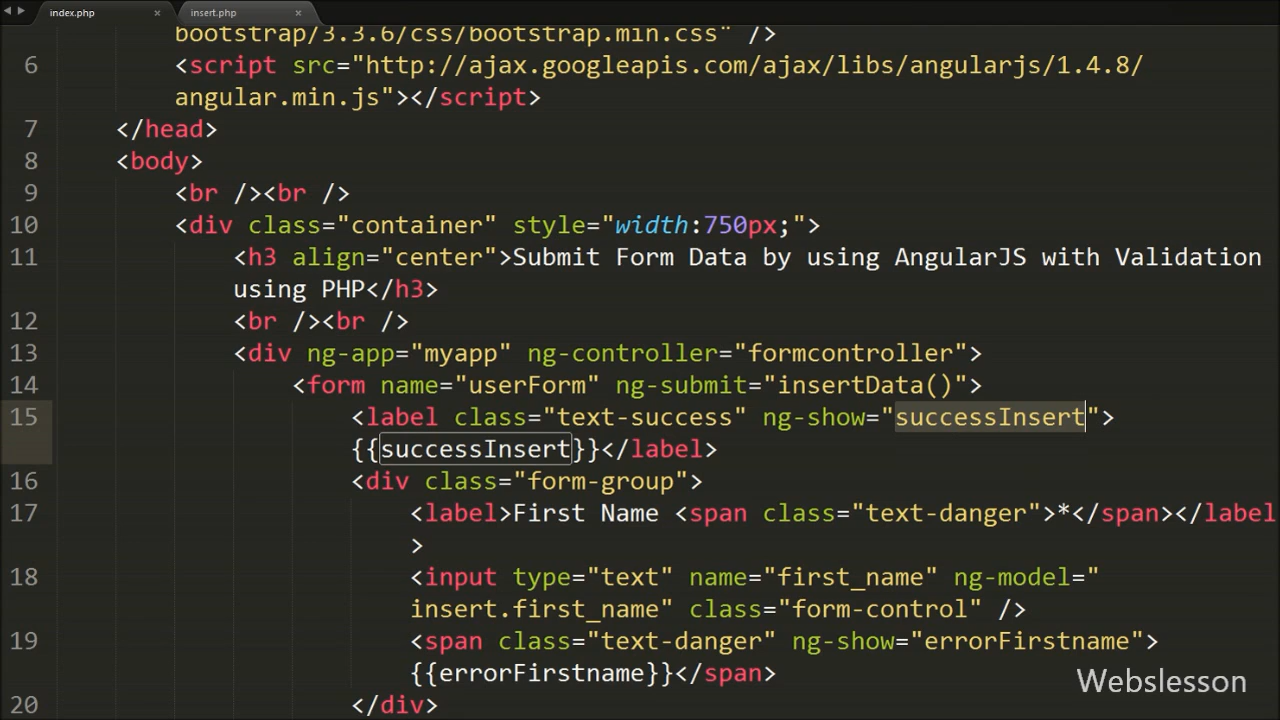 index.php × insert.php ×
bootstrap/3.3.6/css/bootstrap.min.css" />
6 <script src="http://ajax.googleapis.com/ajax/libs/angularjs/1.4.8/
angular.min.js"></script>
7 </head>
8 <body>
9 <br /><br />
10 <div class="container" style="width:750px;">
11 <h3 align="center">Submit Form Data by using AngularJS with Validation
using PHP</h3>
12 <br /><br />
13 <div ng-app="myapp" ng-controller="formcontroller">
14 <form name="userForm" ng-submit="insertData()">
15 <label class="text-success" ng-show="successInsert">
{{successInsert}}</label>
16 <div class="form-group">
17 <label>First Name <span class="text-danger">*</span></label
>
18 <input type="text" name="first_name" ng-model="
insert.first_name" class="form-control" />
19 <span class="text-danger" ng-show="errorFirstname">
{{errorFirstname}}</span>
20 </div>
Webslesson